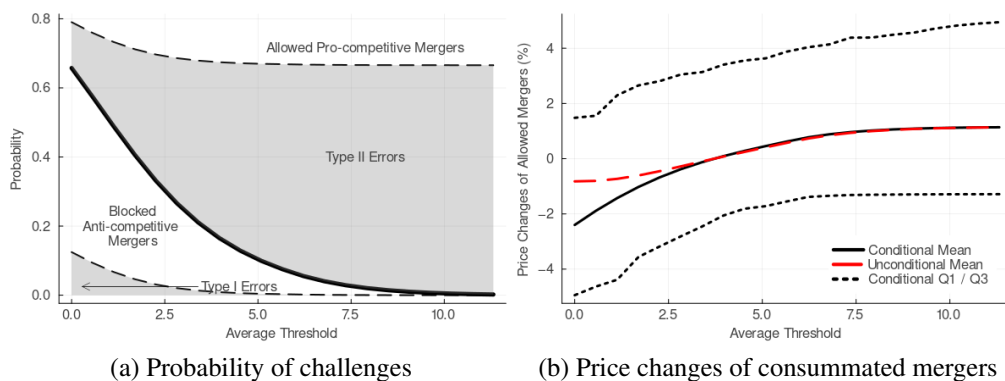 0.8
0.6
0.4
0.2
0.0
Probability
Allowed Pro-competitive Mergers
Type II Errors
Blocked
Anti-competitive
Mergers
Type I Errors
0.0 2.5 5.0 7.5 10.0
Average Threshold
(a) Probability of challenges
4
2
0
−2
−4
Price Changes of Allowed Mergers (%)
Conditional Mean
Unconditional Mean
Conditional Q1 / Q3
0.0 2.5 5.0 7.5 10.0
Average Threshold
(b) Price changes of consummated mergers